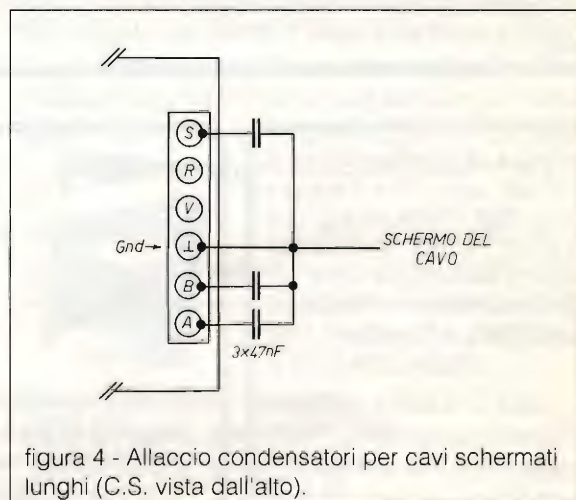 S
R
V
Gnd→ ⊥ SCHERMO DEL
CAVO
B
A
3x47nF
figura 4 - Allaccio condensatori per cavi schermati
lunghi (C.S. vista dall'alto).